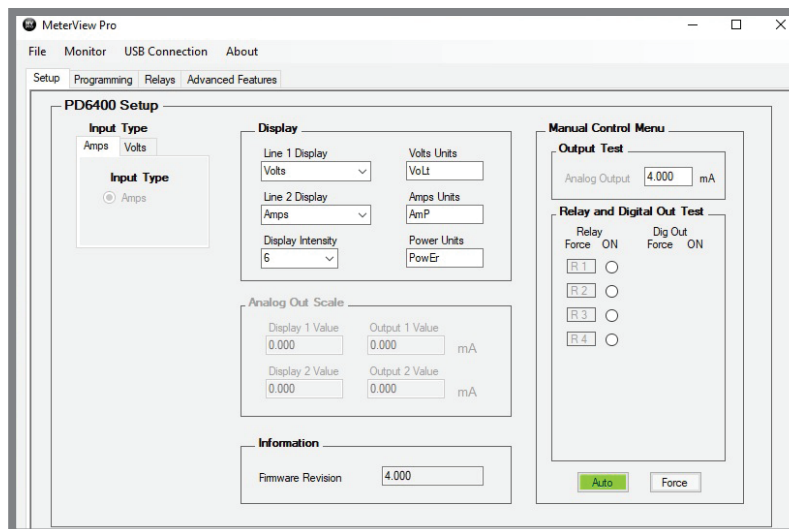 MeterView Pro
File Monitor USB Connection About
Setup Programming Relays Advanced Features
PD6400 Setup
Input Type
Amps Volts
Input Type
Amps
Display
Line 1 Display Volts Units
Volts VoLt
Line 2 Display Amps Units
Amps AmP
Display Intensity Power Units
6 PowEr
Analog Out Scale
Display 1 Value Output 1 Value
0.000 0.000 mA
Display 2 Value Output 2 Value
0.000 0.000 mA
Information
Firmware Revision 4.000
Manual Control Menu
Output Test
Analog Output 4.000 mA
Relay and Digital Out Test
Relay Dig Out
Force ON Force ON
R 1
R 2
R 3
R 4
Auto Force